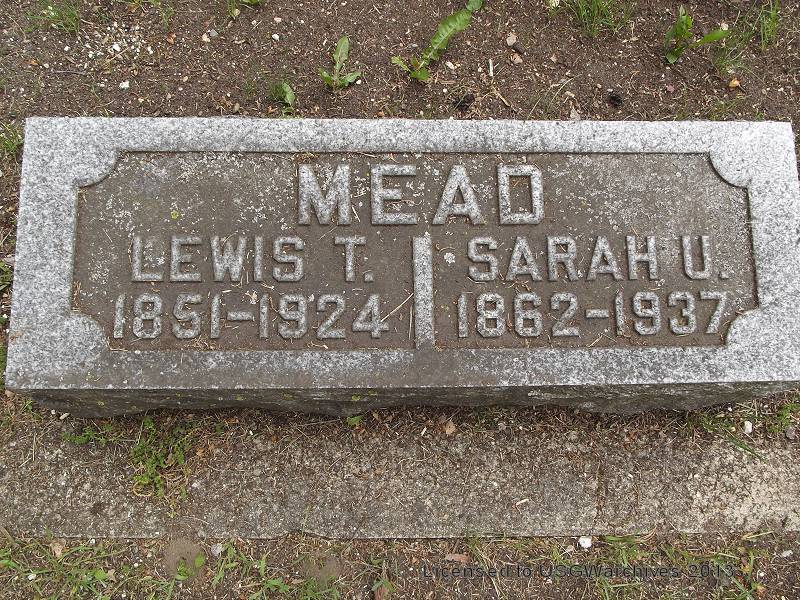 MEAD
LEWIS T. SARAH U.
1851-1924 1862-1937
Licensed to USGWarchives 2013